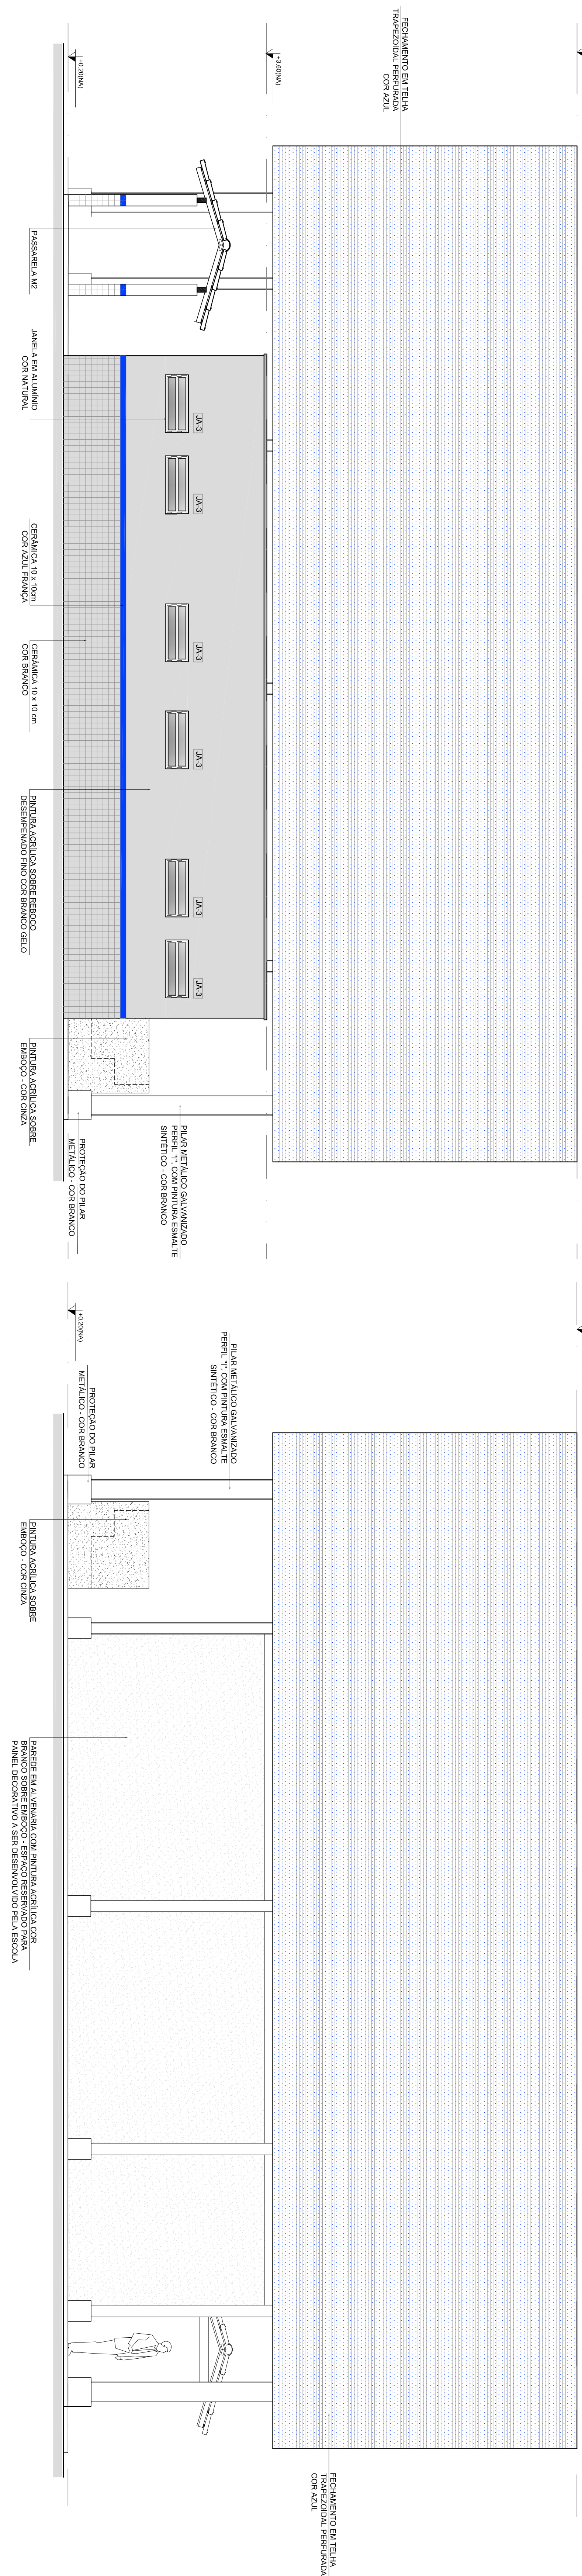 FECHAMENTO EM TELHA
TRAPEZOIDAL PERFURADA
COR AZUL
+3.60(NA)
+0.20(NA)
PASSARELA M2
JANELA EM ALUMÍNIO
COR NATURAL
JA-3
JA-3
JA-3
JA-3
JA-3
JA-3
CERÂMICA 10 x 10cm
COR AZUL FRANÇA
CERÂMICA 10 x 10 cm
COR BRANCO
PINTURA ACRÍLICA SOBRE REBOCO
DESEMPENADO FINO COR BRANCO GELO
PINTURA ACRÍLICA SOBRE
EMBOÇO - COR CINZA
PILAR METÁLICO GALVANIZADO
PERFIL "I", COM PINTURA ESMALTE
SINTÉTICO - COR BRANCO
PROTEÇÃO DO PILAR
METÁLICO - COR BRANCO
+0.20(NA)
PILAR METÁLICO GALVANIZADO
PERFIL "I", COM PINTURA ESMALTE
SINTÉTICO - COR BRANCO
PROTEÇÃO DO PILAR
METÁLICO - COR BRANCO
PINTURA ACRÍLICA SOBRE
EMBOÇO - COR CINZA
PAREDE EM ALVENARIA COM PINTURA ACRÍLICA COR
BRANCO SOBRE EMBOÇO - ESPAÇO RESERVADO PARA
PAINEL DECORATIVO A SER DESENVOLVIDO PELA ESCOLA
FECHAMENTO EM TELHA
TRAPEZOIDAL PERFURADA
COR AZUL